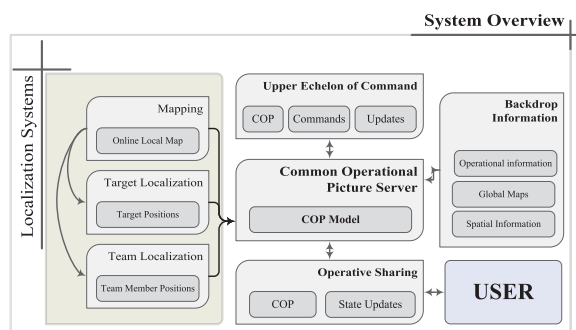 System Overview
Localization Systems
Mapping
Online Local Map
Target Localization
Target Positions
Team Localization
Team Member Positions
Upper Echelon of Command
COP
Commands
Updates
Common Operational
Picture Server
COP Model
Operative Sharing
COP
State Updates
Backdrop
Information
Operational information
Global Maps
Spatial Information
USER